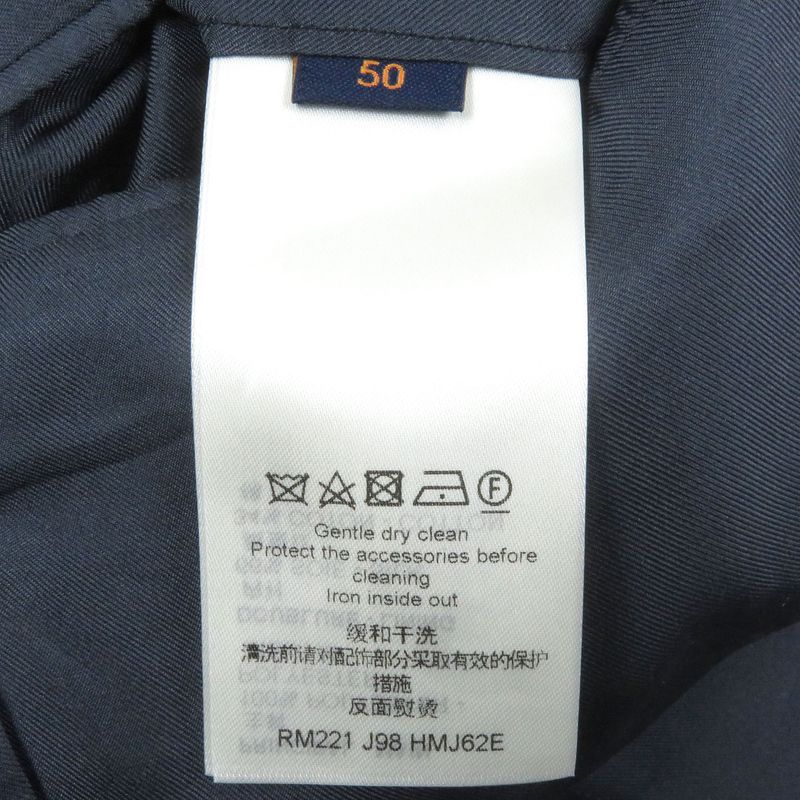 50
F
Gentle dry clean
Protect the accessories before
cleaning
Iron inside out
缓和干洗
清洗前请对配饰部分采取有效的保护
措施
反面熨烫
RM221 J98 HMJ62E